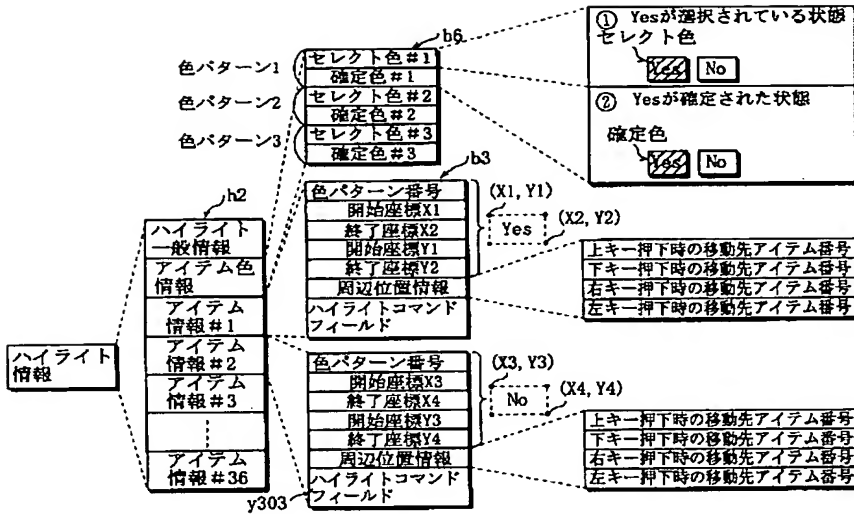 ハイライト
情報
h2
ハイライト
一般情報
アイテム色
情報
アイテム
情報#1
アイテム
情報#2
アイテム
情報#3
アイテム
情報#36
色パターン1
色パターン2
色パターン3
h6
セレクト色#1
確定色#1
セレクト色#2
確定色#2
セレクト色#3
確定色#3
① Yesが選択されている状態
セレクト色
Yes No
② Yesが確定された状態
確定色
Yes No
h3
色パターン番号
開始座標X1
終了座標X2
開始座標Y1
終了座標Y2
周辺位置情報
ハイライトコマンド
フィールド
(X1, Y1)
Yes
(X2, Y2)
上キー押下時の移動先アイテム番号
下キー押下時の移動先アイテム番号
右キー押下時の移動先アイテム番号
左キー押下時の移動先アイテム番号
色パターン番号
開始座標X3
終了座標X4
開始座標Y3
終了座標Y4
周辺位置情報
ハイライトコマンド
フィールド
y303
(X3, Y3)
No
(X4, Y4)
上キー押下時の移動先アイテム番号
下キー押下時の移動先アイテム番号
右キー押下時の移動先アイテム番号
左キー押下時の移動先アイテム番号